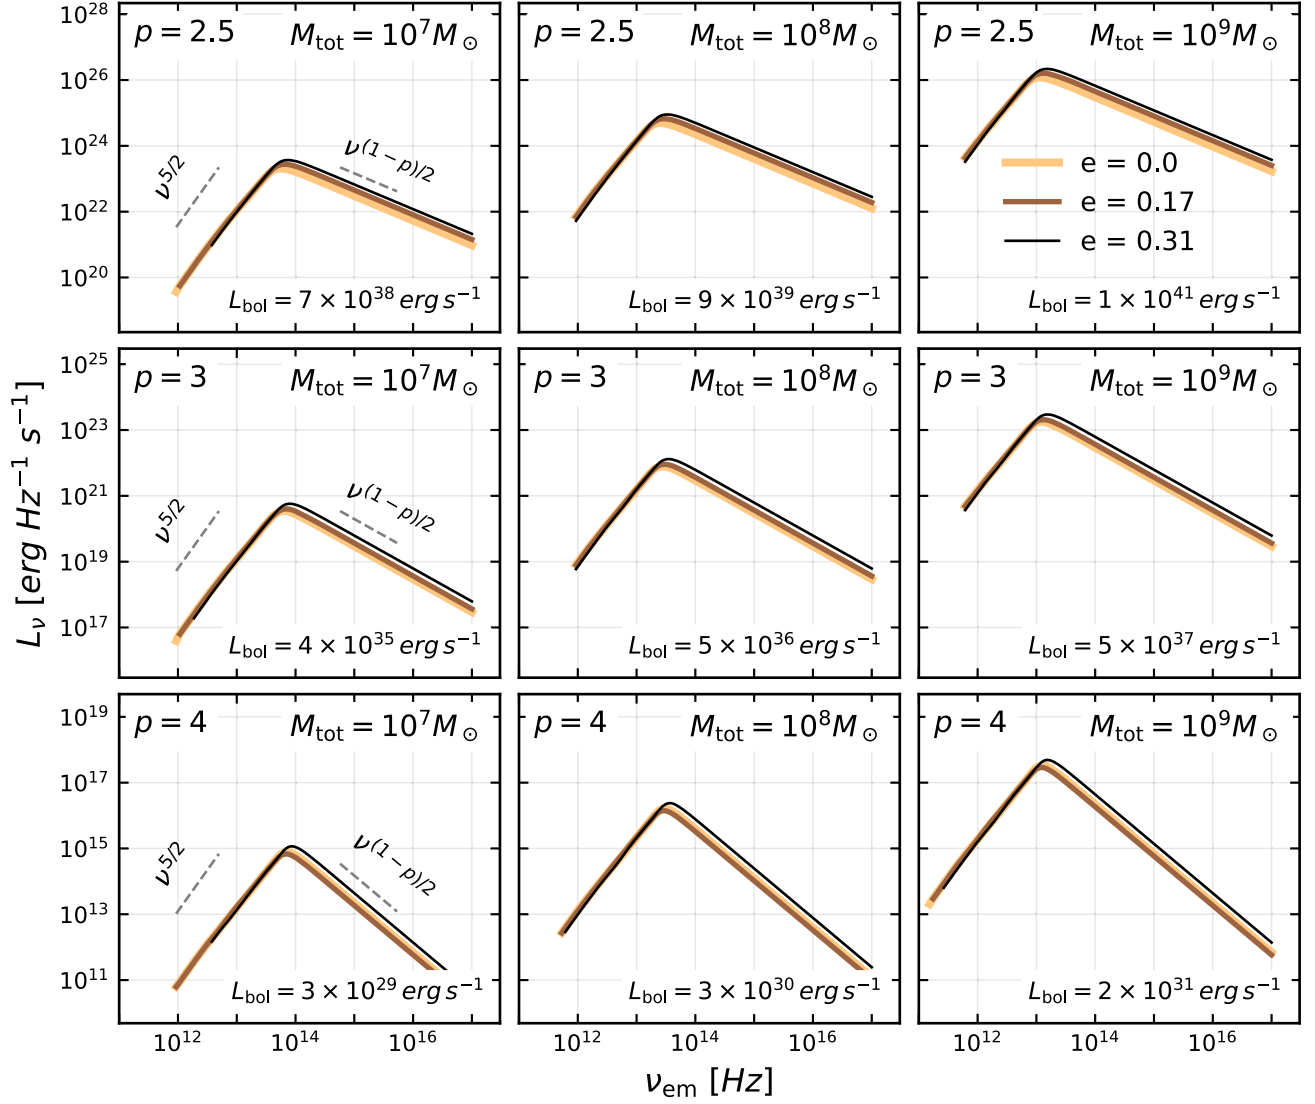 10^28
10^26
10^24
10^22
10^20
p = 2.5 M_tot = 10^7 M_⊙
ν^5/2
ν^(1−p)/2
L_bol = 7 × 10^38 erg s^−1
p = 2.5 M_tot = 10^8 M_⊙
L_bol = 9 × 10^39 erg s^−1
p = 2.5 M_tot = 10^9 M_⊙
e = 0.0
e = 0.17
e = 0.31
L_bol = 1 × 10^41 erg s^−1
L_ν [erg Hz^−1 s^−1]
10^25
10^23
10^21
10^19
10^17
p = 3 M_tot = 10^7 M_⊙
ν^5/2
ν^(1−p)/2
L_bol = 4 × 10^35 erg s^−1
p = 3 M_tot = 10^8 M_⊙
L_bol = 5 × 10^36 erg s^−1
p = 3 M_tot = 10^9 M_⊙
L_bol = 5 × 10^37 erg s^−1
10^19
10^17
10^15
10^13
10^11
p = 4 M_tot = 10^7 M_⊙
ν^5/2
ν^(1−p)/2
L_bol = 3 × 10^29 erg s^−1
p = 4 M_tot = 10^8 M_⊙
L_bol = 3 × 10^30 erg s^−1
p = 4 M_tot = 10^9 M_⊙
L_bol = 2 × 10^31 erg s^−1
10^12 10^14 10^16 10^12 10^14 10^16 10^12 10^14 10^16
ν_em [Hz]